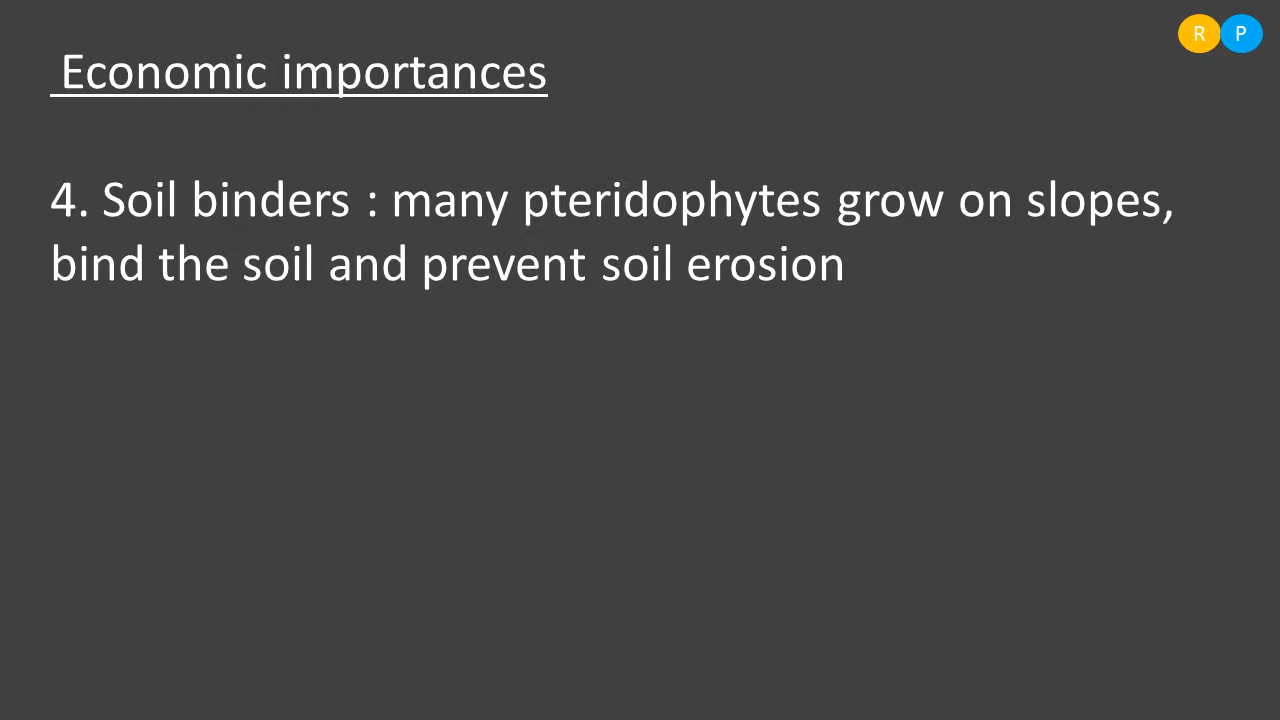 R P
Economic importances
4. Soil binders : many pteridophytes grow on slopes,
bind the soil and prevent soil erosion